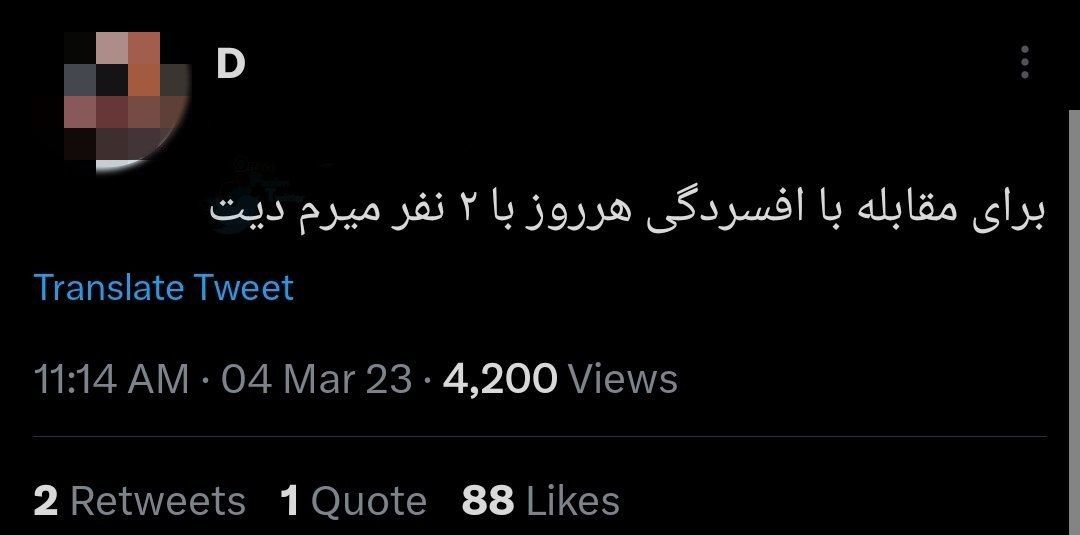 D
برای مقابله با افسردگی هرروز با ۲ نفر میرم دیت
Translate Tweet
11:14 AM · 04 Mar 23 · 4,200 Views
2 Retweets 1 Quote 88 Likes